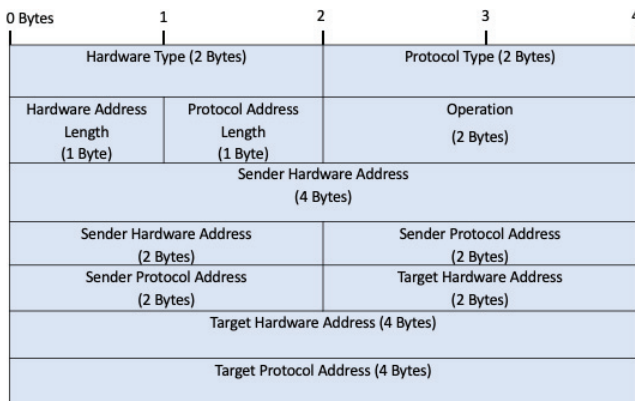 0 Bytes 1 2 3 4
Hardware Type (2 Bytes) Protocol Type (2 Bytes)
Hardware Address Protocol Address Operation
Length Length (2 Bytes)
(1 Byte) (1 Byte)
Sender Hardware Address
(4 Bytes)
Sender Hardware Address Sender Protocol Address
(2 Bytes) (2 Bytes)
Sender Protocol Address Target Hardware Address
(2 Bytes) (2 Bytes)
Target Hardware Address (4 Bytes)
Target Protocol Address (4 Bytes)